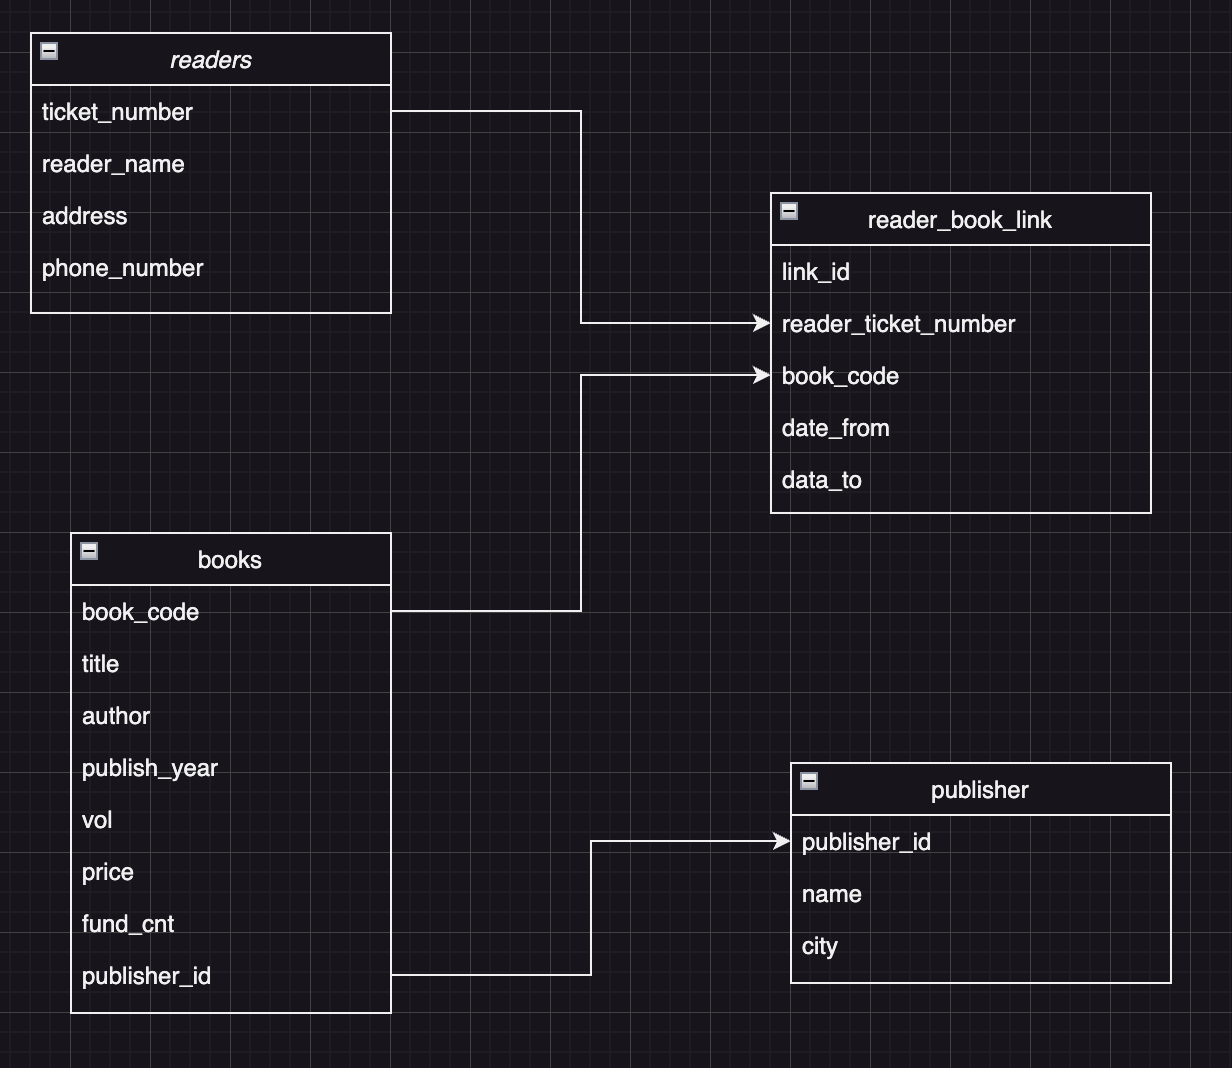 readers
ticket_number
reader_name
address
phone_number
reader_book_link
link_id
reader_ticket_number
book_code
date_from
data_to
books
book_code
title
author
publish_year
vol
price
fund_cnt
publisher_id
publisher
publisher_id
name
city